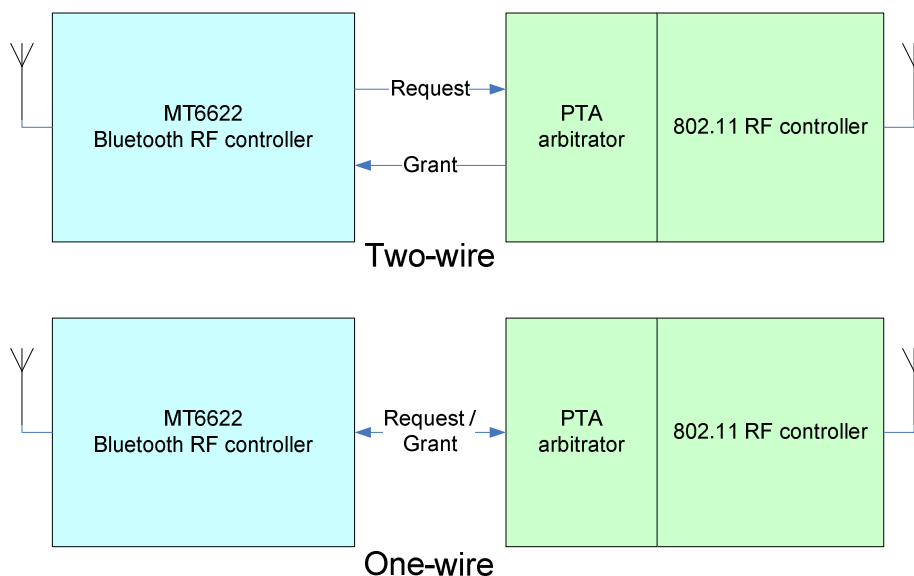 MT6622
Bluetooth RF controller
Request
Grant
PTA
arbitrator
802.11 RF controller
Two-wire
MT6622
Bluetooth RF controller
Request /
Grant
PTA
arbitrator
802.11 RF controller
One-wire